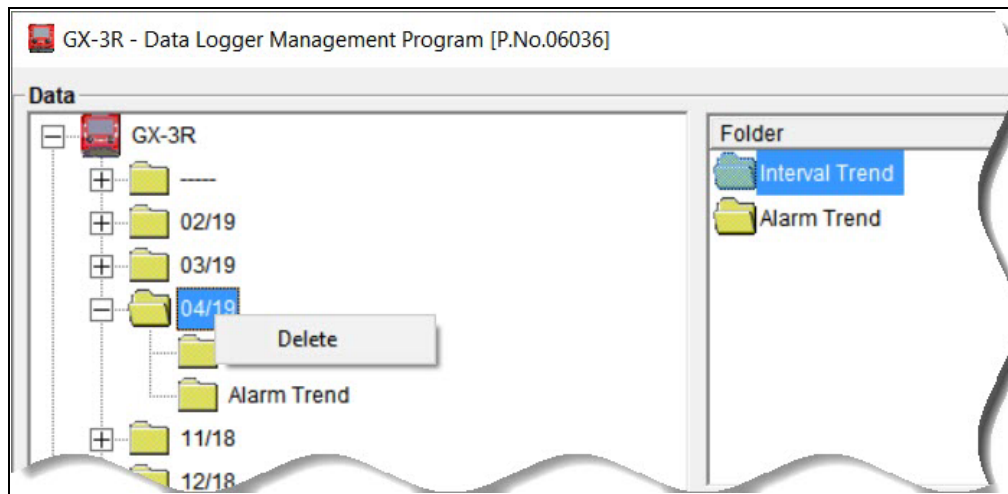 GX-3R - Data Logger Management Program [P.No.06036]
Data
GX-3R
-----
02/19
03/19
04/19
Delete
Alarm Trend
11/18
12/18
Folder
Interval Trend
Alarm Trend